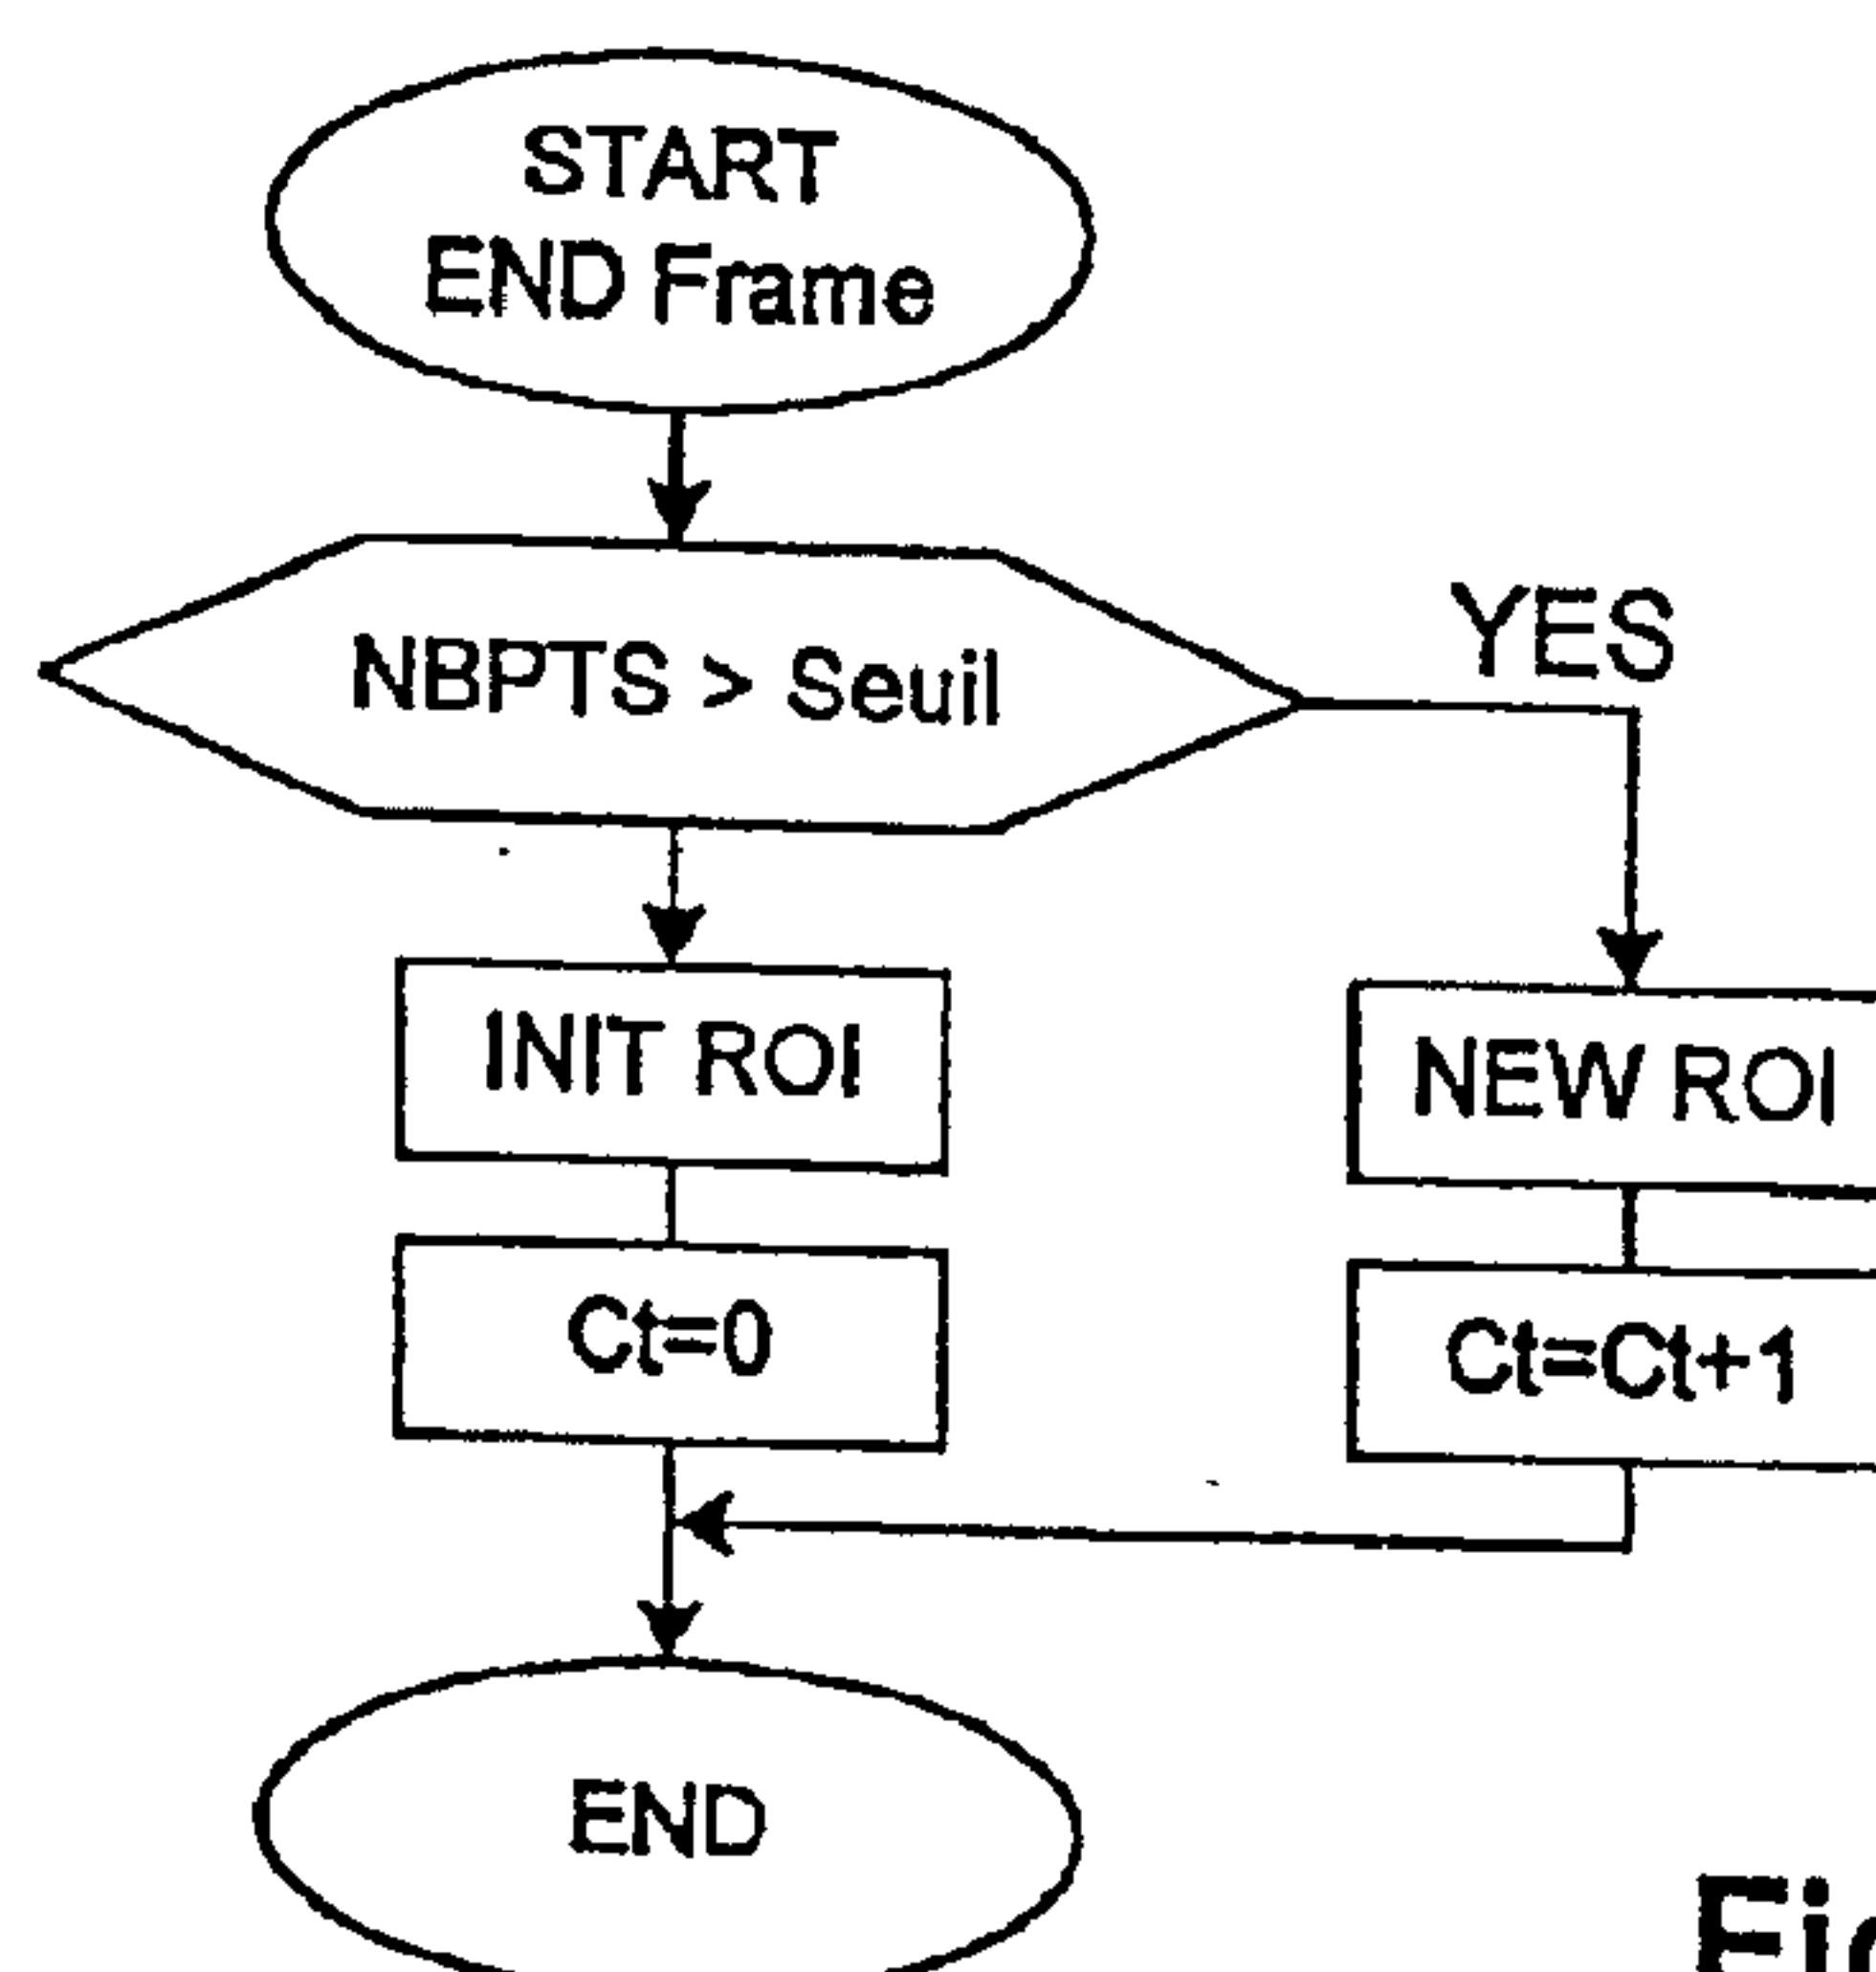 START
END Frame
NBPTS > Seuil
YES
INIT ROI
NEW ROI
Ct=0
Ct=Ct+1
END